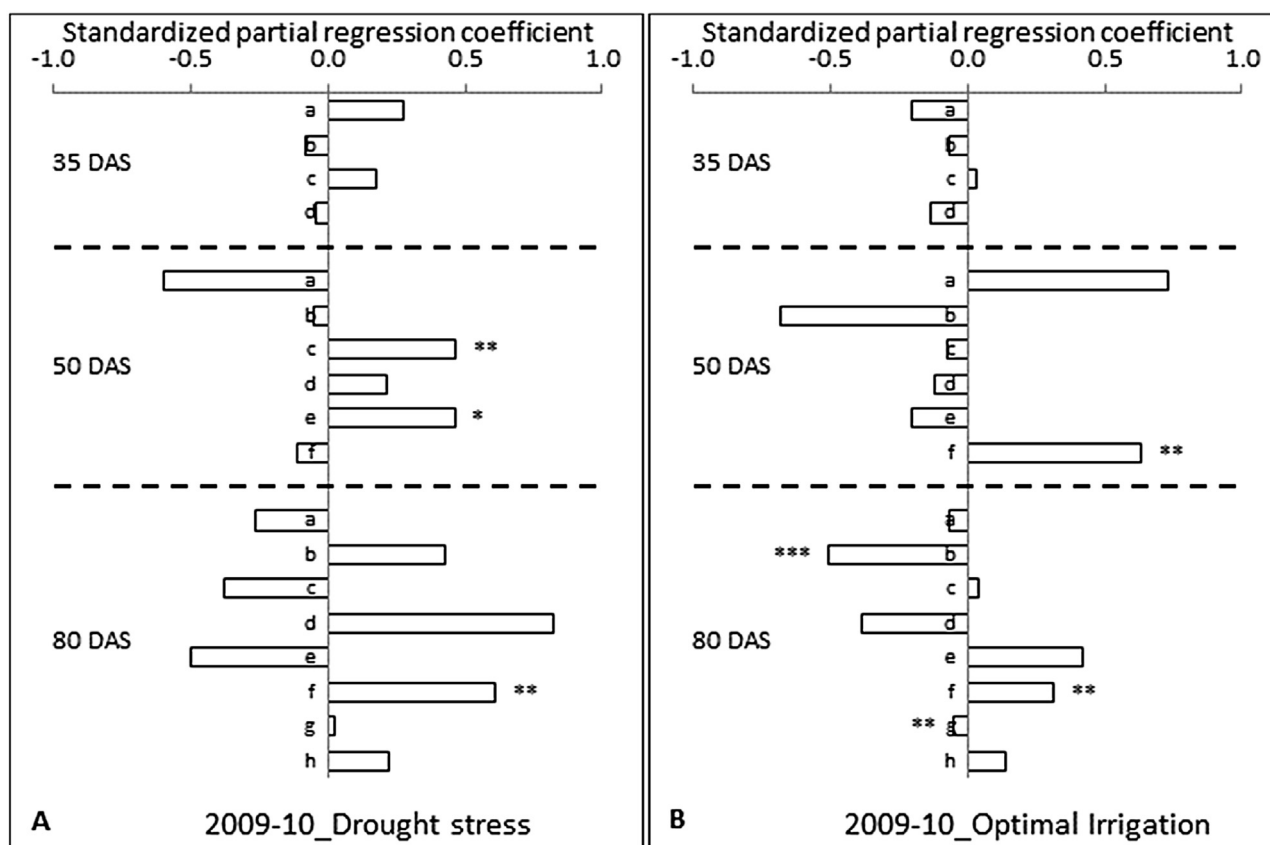 Standardized partial regression coefficient
-1.0 -0.5 0.0 0.5 1.0
35 DAS
a
b
c
d
50 DAS
a
b
c **
d
e *
f
80 DAS
a
b
c
d
e
f **
g
h
A 2009-10_Drought stress
Standardized partial regression coefficient
-1.0 -0.5 0.0 0.5 1.0
35 DAS
a
b
c
d
50 DAS
a
b
c
d
e
f **
80 DAS
a
*** b
c
d
e
f **
** g
h
B 2009-10_Optimal Irrigation